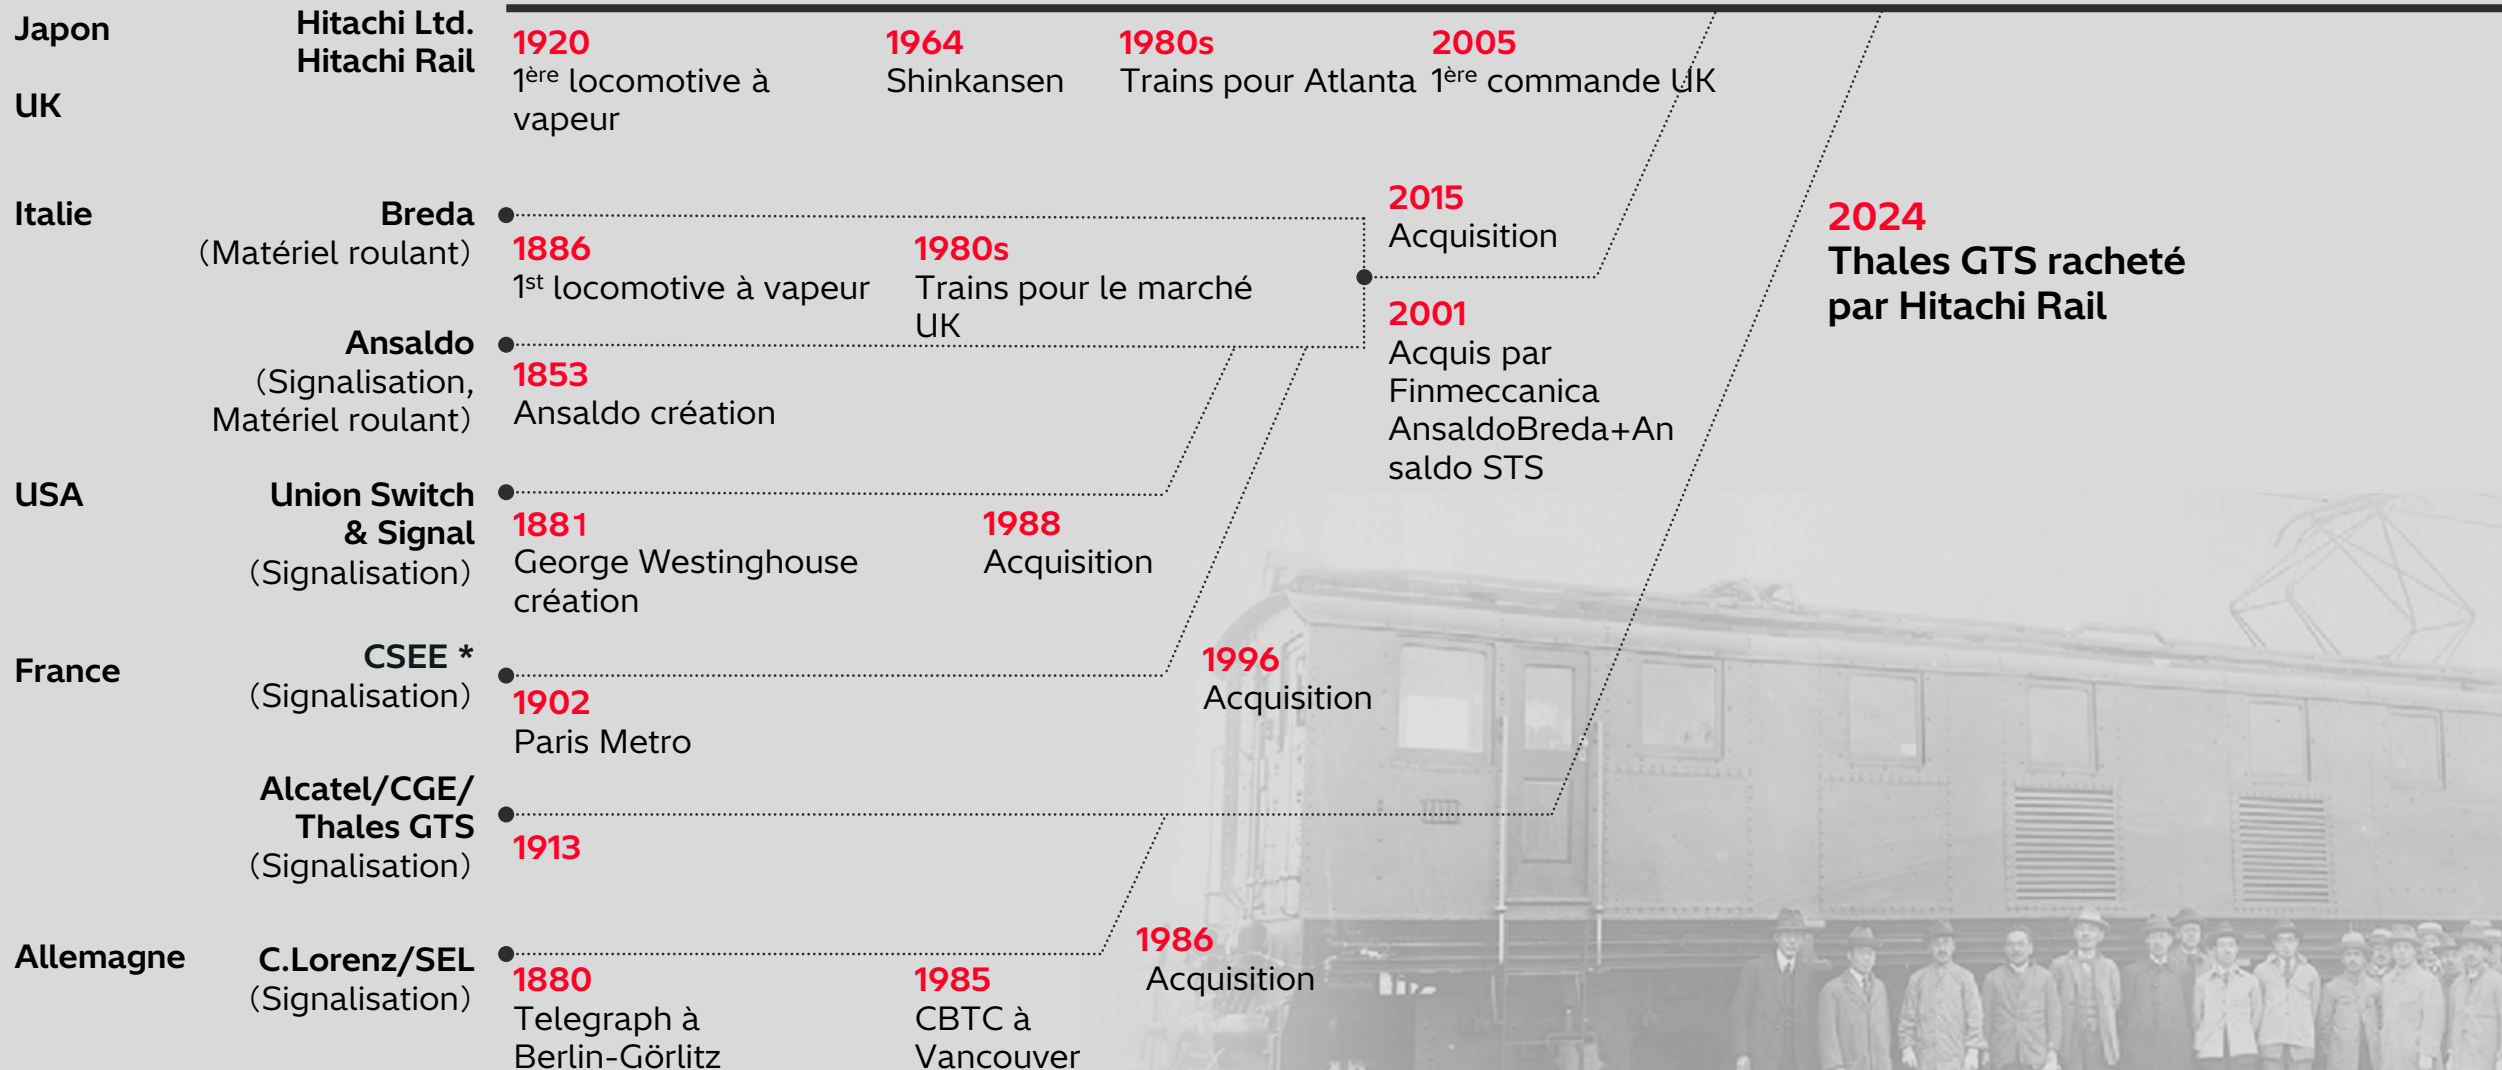 Japon
Hitachi Ltd.
Hitachi Rail
UK
1920
1ère locomotive à
vapeur
1964
Shinkansen
1980s
Trains pour Atlanta
2005
1ère commande UK
Italie
Breda
(Matériel roulant)
1886
1st locomotive à vapeur
1980s
Trains pour le marché
UK
2015
Acquisition
2001
Acquis par
Finmeccanica
AnsaldoBreda+An
saldo STS
2024
Thales GTS racheté
par Hitachi Rail
Ansaldo
(Signalisation,
Matériel roulant)
1853
Ansaldo création
USA
Union Switch
& Signal
(Signalisation)
1881
George Westinghouse
création
1988
Acquisition
France
CSEE *
(Signalisation)
1902
Paris Metro
1996
Acquisition
Alcatel/CGE/
Thales GTS
(Signalisation)
1913
Allemagne
C.Lorenz/SEL
(Signalisation)
1880
Telegraph à
Berlin-Görlitz
1985
CBTC à
Vancouver
1986
Acquisition